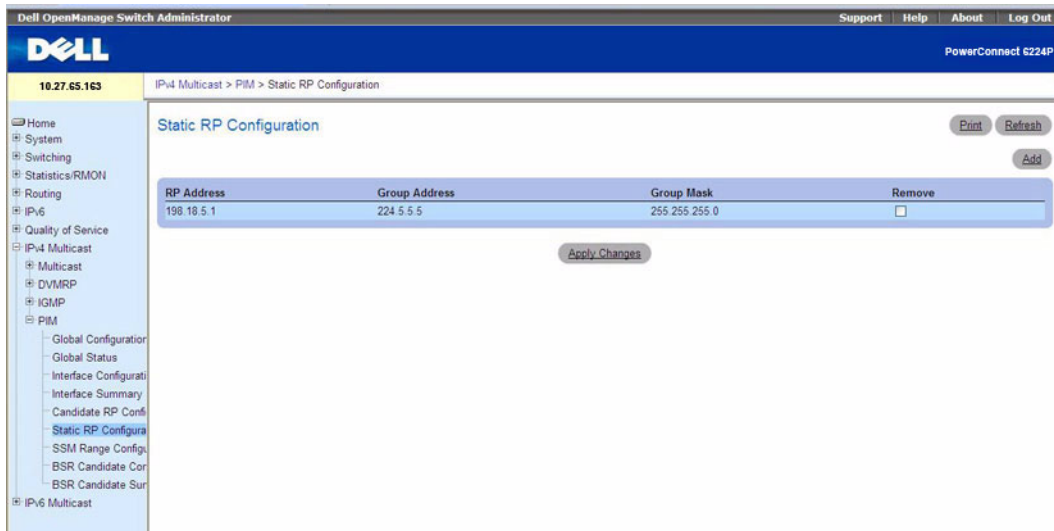 Dell OpenManage Switch Administrator Support Help About Log Out
DELL
PowerConnect 6224P
10.27.65.163
IPv4 Multicast > PIM > Static RP Configuration
Home
System
Switching
Statistics/RMON
Routing
IPv6
Quality of Service
IPv4 Multicast
Multicast
DVMRP
IGMP
PIM
Global Configuration
Global Status
Interface Configurati
Interface Summary
Candidate RP Confi
Static RP Configura
SSM Range Configu
BSR Candidate Cor
BSR Candidate Sur
IPv6 Multicast
Static RP Configuration
Print Refresh
Add
RP Address Group Address Group Mask Remove
198.18.5.1 224.5.5.5 255.255.255.0
Apply Changes